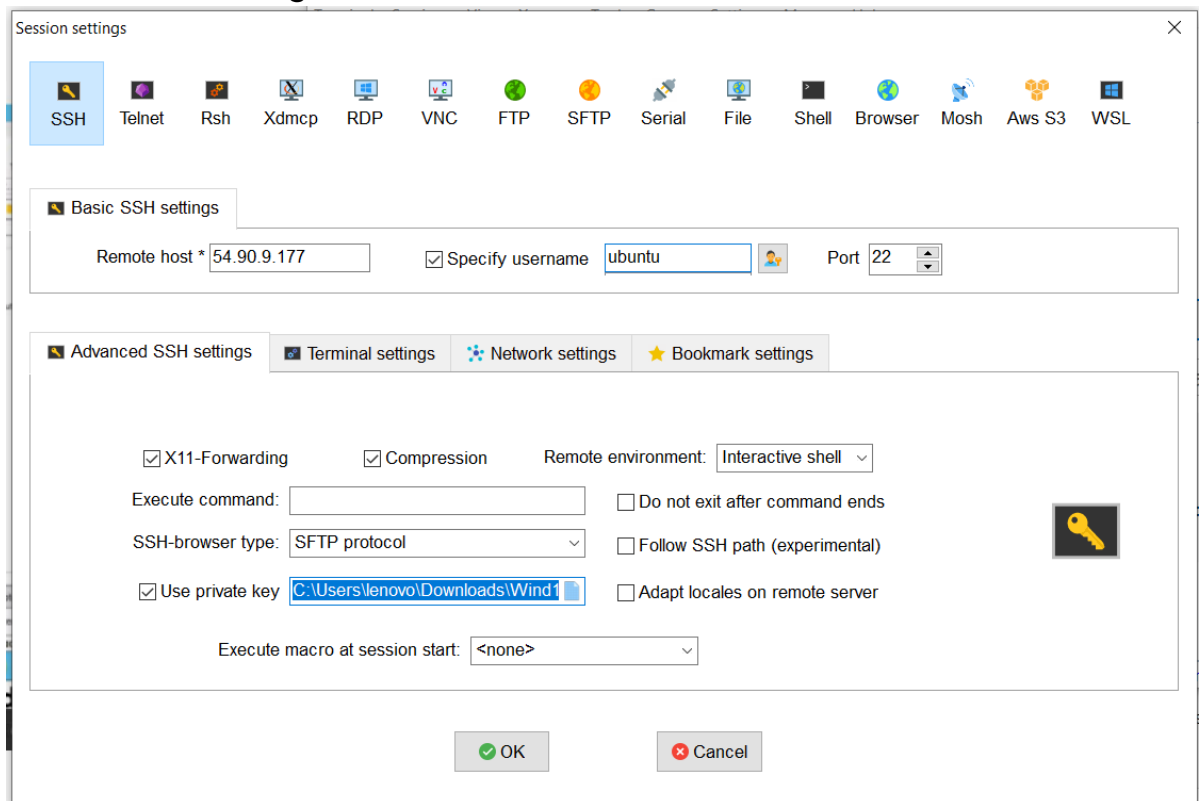 Session settings
SSH Telnet Rsh Xdmcp RDP VNC FTP SFTP Serial File Shell Browser Mosh Aws S3 WSL
Basic SSH settings
Remote host * 54.90.9.177 Specify username ubuntu Port 22
Advanced SSH settings Terminal settings Network settings Bookmark settings
X11-Forwarding Compression Remote environment: Interactive shell
Execute command: Do not exit after command ends
SSH-browser type: SFTP protocol Follow SSH path (experimental)
Use private key C:\Users\lenovo\Downloads\Wind1 Adapt locales on remote server
Execute macro at session start: <none>
OK Cancel